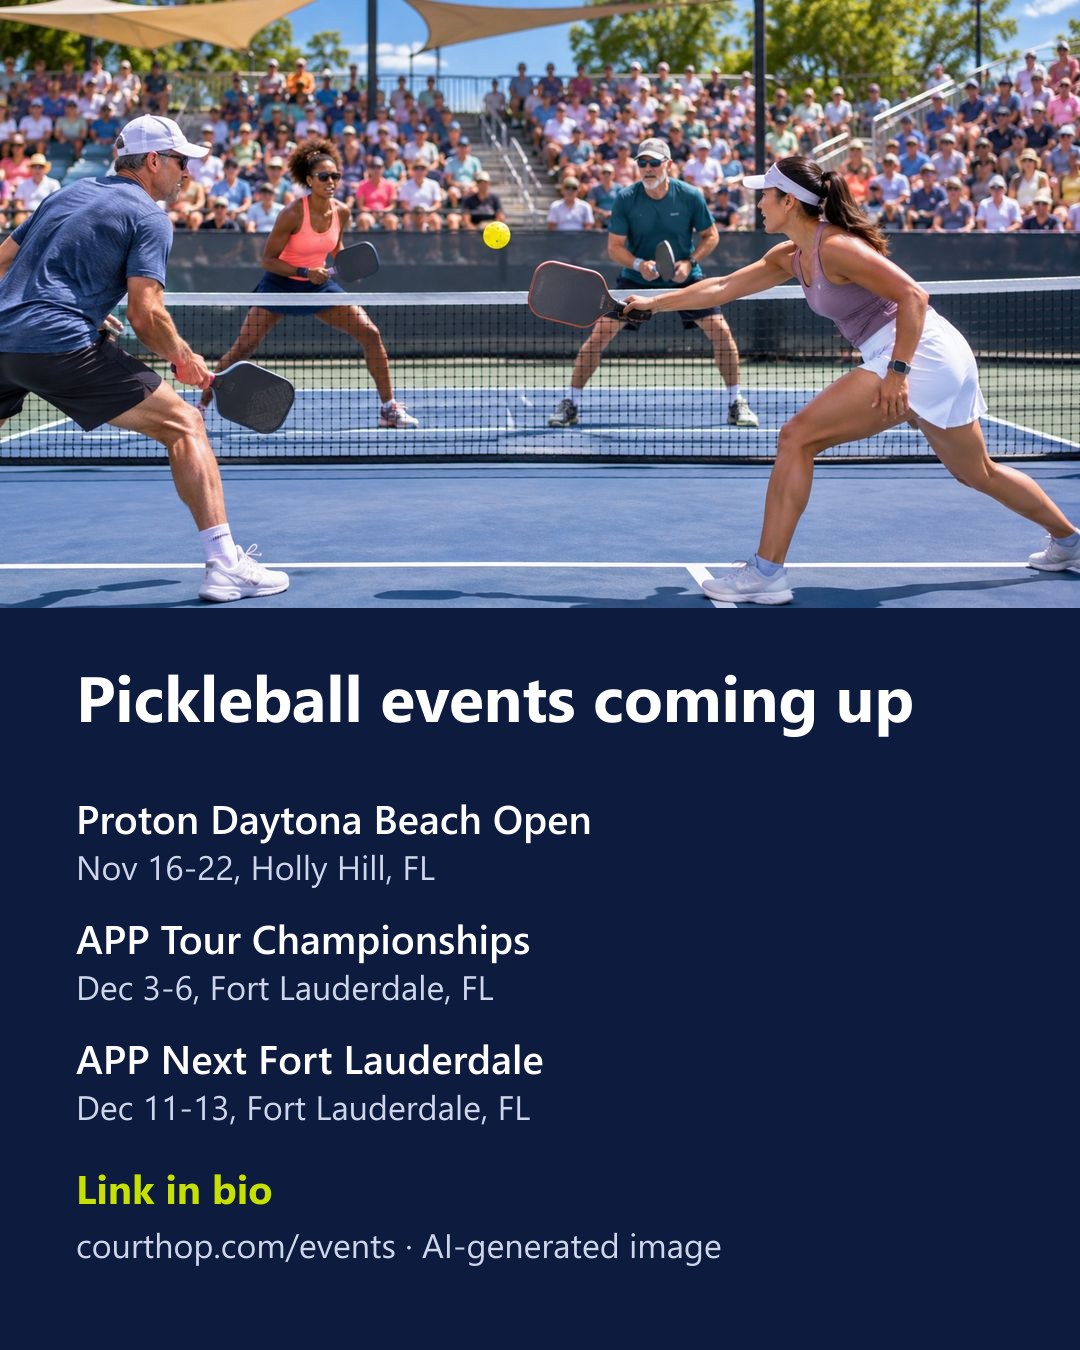 Pickleball events coming up
Proton Daytona Beach Open
Nov 16-22, Holly Hill, FL
APP Tour Championships
Dec 3-6, Fort Lauderdale, FL
APP Next Fort Lauderdale
Dec 11-13, Fort Lauderdale, FL
Link in bio
courthop.com/events · AI-generated image